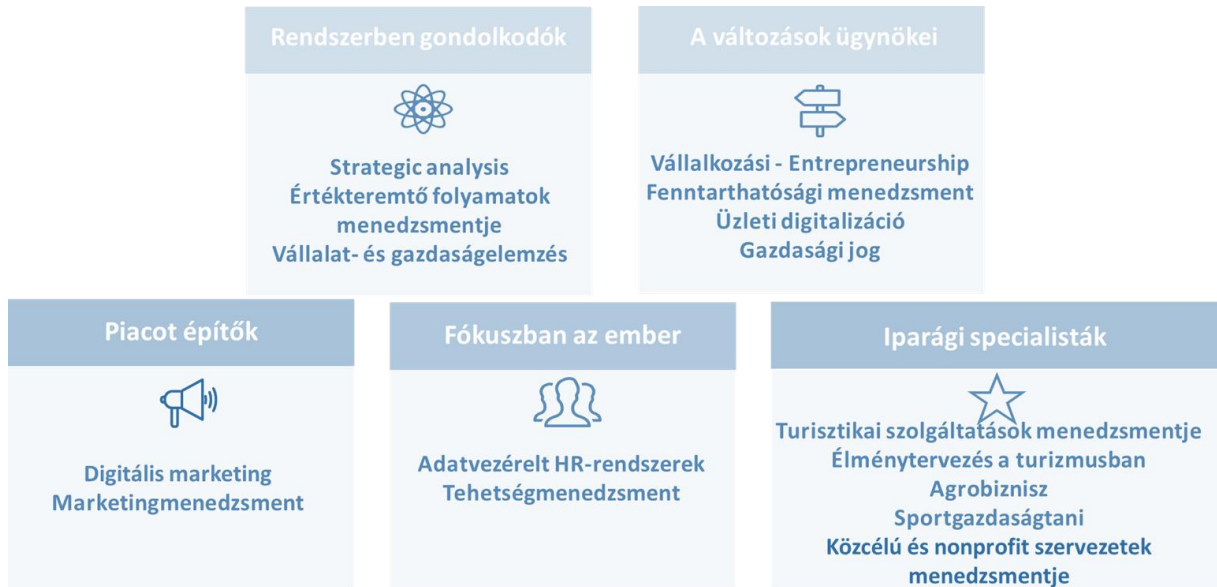 Rendszerben gondolkodók
Strategic analysis
Értékteremtő folyamatok
menedzsmentje
Vállalat- és gazdaságelemzés
A változások ügynökei
Vállalkozási - Entrepreneurship
Fenntarthatósági menedzsment
Üzleti digitalizáció
Gazdasági jog
Piacot építők
Digitális marketing
Marketingmenedzsment
Fókuszban az ember
Adatvezérelt HR-rendszerek
Tehetségmenedzsment
Iparági specialisták
Turisztikai szolgáltatások menedzsmentje
Élménytervezés a turizmusban
Agrobiznisz
Sportgazdaságtani
Közcélú és nonprofit szervezetek
menedzsmentje